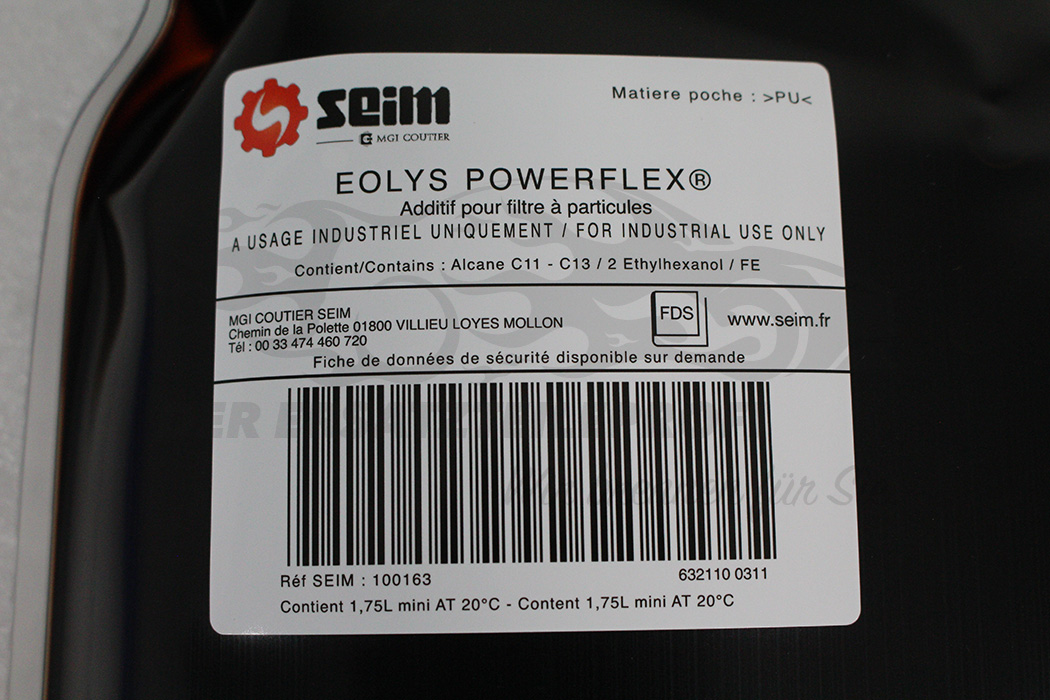 seim
MGI COUTIER
Matiere poche : >PU<
EOLYS POWERFLEX®
Additif pour filtre à particules
A USAGE INDUSTRIEL UNIQUEMENT / FOR INDUSTRIAL USE ONLY
Contient/Contains : Alcane C11 - C13 / 2 Ethylhexanol / FE
MGI COUTIER SEIM
Chemin de la Polette 01800 VILLIEU LOYES MOLLON
Tél : 00 33 474 460 720
FDS
www.seim.fr
Fiche de données de sécurité disponible sur demande
Réf SEIM : 100163
632110 0311
Contient 1,75L mini AT 20°C - Content 1,75L mini AT 20°C